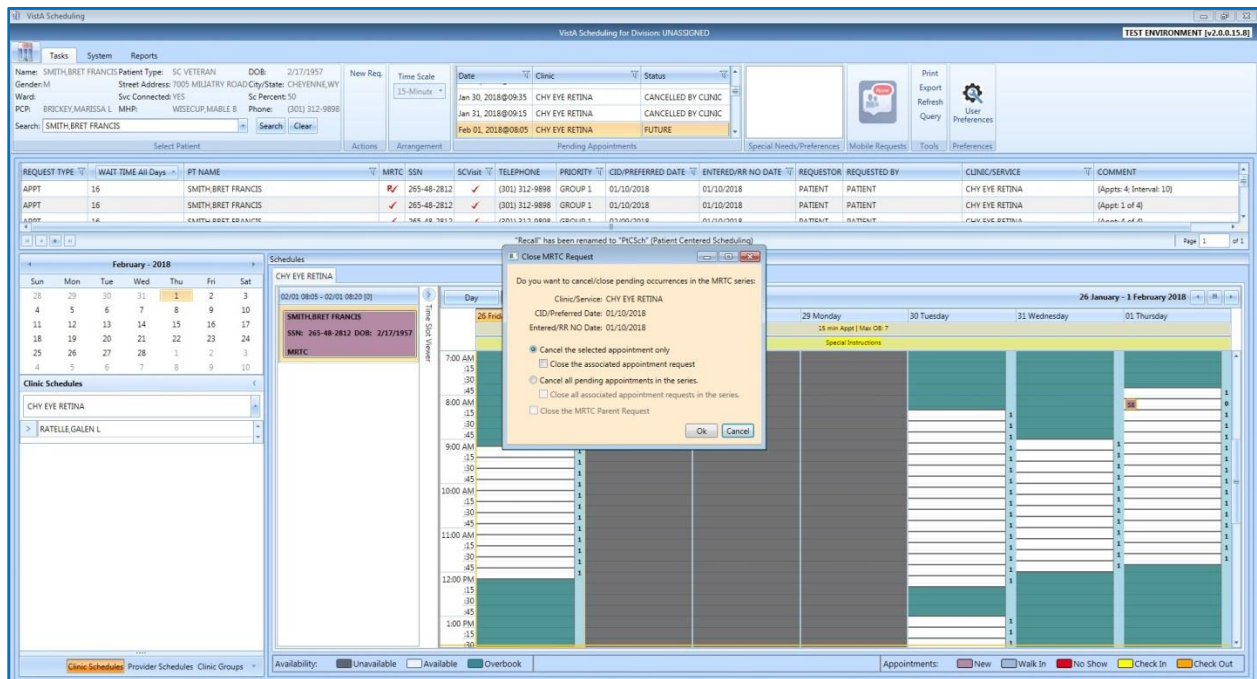 VistA Scheduling
VistA Scheduling for Division: UNASSIGNED
TEST ENVIRONMENT [v2.0.0.15.8]
Tasks System Reports
Name: SMITH,BRET FRANCIS Patient Type: SC VETERAN DOB: 2/17/1957
Gender: M Street Address: 7005 MILIATRY ROAD City/State: CHEYENNE,WY
Ward: Svc Connected: YES Sc Percent: 50
PCP: BRICKEY,MARISSA L MHP: WISECUP,MABLE B Phone: (301) 312-9898
Search: SMITH,BRET FRANCIS Search Clear
Select Patient
New Req.
Actions
Time Scale
15-Minute
Arrangement
Date Clinic Status
Jan 30, 2018@09:35 CHY EYE RETINA CANCELLED BY CLINIC
Jan 31, 2018@09:15 CHY EYE RETINA CANCELLED BY CLINIC
Feb 01, 2018@08:05 CHY EYE RETINA FUTURE
Pending Appointments
Special Needs/Preferences
New
Mobile Requests
Print
Export
Refresh
Query
Tools
User
Preferences
Preferences
REQUEST TYPE WAIT TIME All Days PT NAME MRTC SSN SCVisit TELEPHONE PRIORITY CID/PREFERRED DATE ENTERED/RR NO DATE REQUESTOR REQUESTED BY CLINIC/SERVICE COMMENT
APPT 16 SMITH,BRET FRANCIS P 265-48-2812 (301) 312-9898 GROUP 1 01/10/2018 01/10/2018 PATIENT PATIENT CHY EYE RETINA (Appts: 4; Interval: 10)
APPT 16 SMITH,BRET FRANCIS 265-48-2812 (301) 312-9898 GROUP 1 01/10/2018 01/10/2018 PATIENT PATIENT CHY EYE RETINA (Appt: 1 of 4)
"Recall" has been renamed to "PtCSch" (Patient Centered Scheduling)
Page 1 of 1
February - 2018
Sun Mon Tue Wed Thu Fri Sat
28 29 30 31 1 2 3
4 5 6 7 8 9 10
11 12 13 14 15 16 17
18 19 20 21 22 23 24
25 26 27 28 1 2 3
4 5 6 7 8 9 10
Clinic Schedules
CHY EYE RETINA
RATELLE,GALEN L
Clinic Schedules Provider Schedules Clinic Groups
Schedules
CHY EYE RETINA
02/01 08:05 - 02/01 08:20 [0]
SMITH,BRET FRANCIS
SSN: 265-48-2812 DOB: 2/17/1957
MRTC
Time Slot Viewer
Day
26 January - 1 February 2018
29 Monday 30 Tuesday 31 Wednesday 01 Thursday
15 min Appt | Max OB: 7
Special Instructions
7:00 AM
:15
:30
:45
8:00 AM
:15
:30
:45
9:00 AM
:15
:30
:45
10:00 AM
:15
:30
:45
11:00 AM
:15
:30
:45
12:00 PM
:15
:30
:45
1:00 PM
:15
:30
Close MRTC Request
Do you want to cancel/close pending occurrences in the MRTC series:
Clinic/Service: CHY EYE RETINA
CID/Preferred Date: 01/10/2018
Entered/RR NO Date: 01/10/2018
Cancel the selected appointment only
Close the associated appointment request
Cancel all pending appointments in the series.
Close all associated appointment requests in the series.
Close the MRTC Parent Request
Ok Cancel
Availability: Unavailable Available Overbook
Appointments: New Walk In No Show Check In Check Out